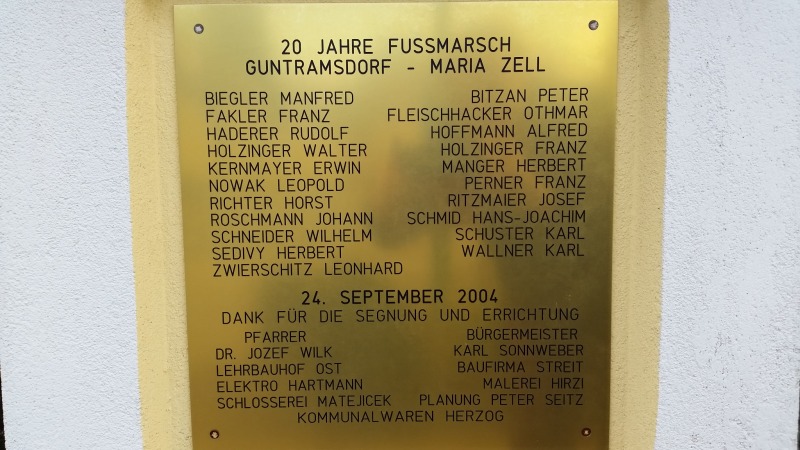 20 JAHRE FUSSMARSCH
GUNTRAMSDORF - MARIA ZELL
BIEGLER MANFRED BITZAN PETER
FAKLER FRANZ FLEISCHHACKER OTHMAR
HADERER RUDOLF HOFFMANN ALFRED
HOLZINGER WALTER HOLZINGER FRANZ
KERNMAYER ERWIN MANGER HERBERT
NOWAK LEOPOLD PERNER FRANZ
RICHTER HORST RITZMAIER JOSEF
ROSCHMANN JOHANN SCHMID HANS-JOACHIM
SCHNEIDER WILHELM SCHUSTER KARL
SEDIVY HERBERT WALLNER KARL
ZWIERSCHITZ LEONHARD
24. SEPTEMBER 2004
DANK FÜR DIE SEGNUNG UND ERRICHTUNG
PFARRER BÜRGERMEISTER
DR. JOZEF WILK KARL SONNWEBER
LEHRBAUHOF OST BAUFIRMA STREIT
ELEKTRO HARTMANN MALEREI HIRZI
SCHLOSSEREI MATEJICEK PLANUNG PETER SEITZ
KOMMUNALWAREN HERZOG